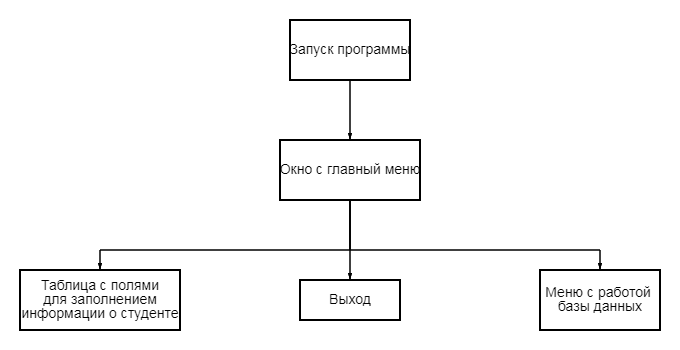 Запуск программы
Окно с главный меню
Таблица с полями
для заполнением
информации о студенте
Выход
Меню с работой
базы данных